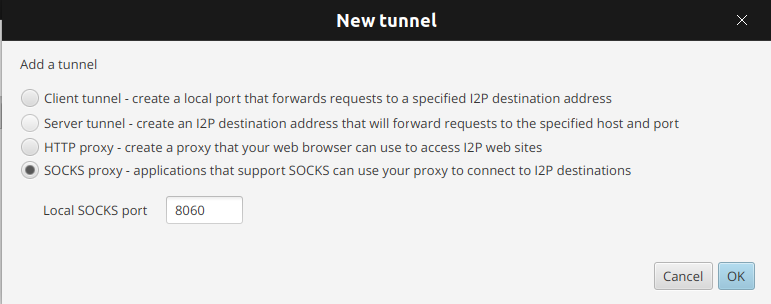 New tunnel
Add a tunnel
Client tunnel - create a local port that forwards requests to a specified I2P destination address
Server tunnel - create an I2P destination address that will forward requests to the specified host and port
HTTP proxy - create a proxy that your web browser can use to access I2P web sites
SOCKS proxy - applications that support SOCKS can use your proxy to connect to I2P destinations
Local SOCKS port 8060
Cancel OK